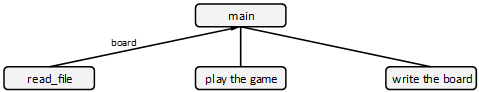 main
board
read_file
play the game
write the board